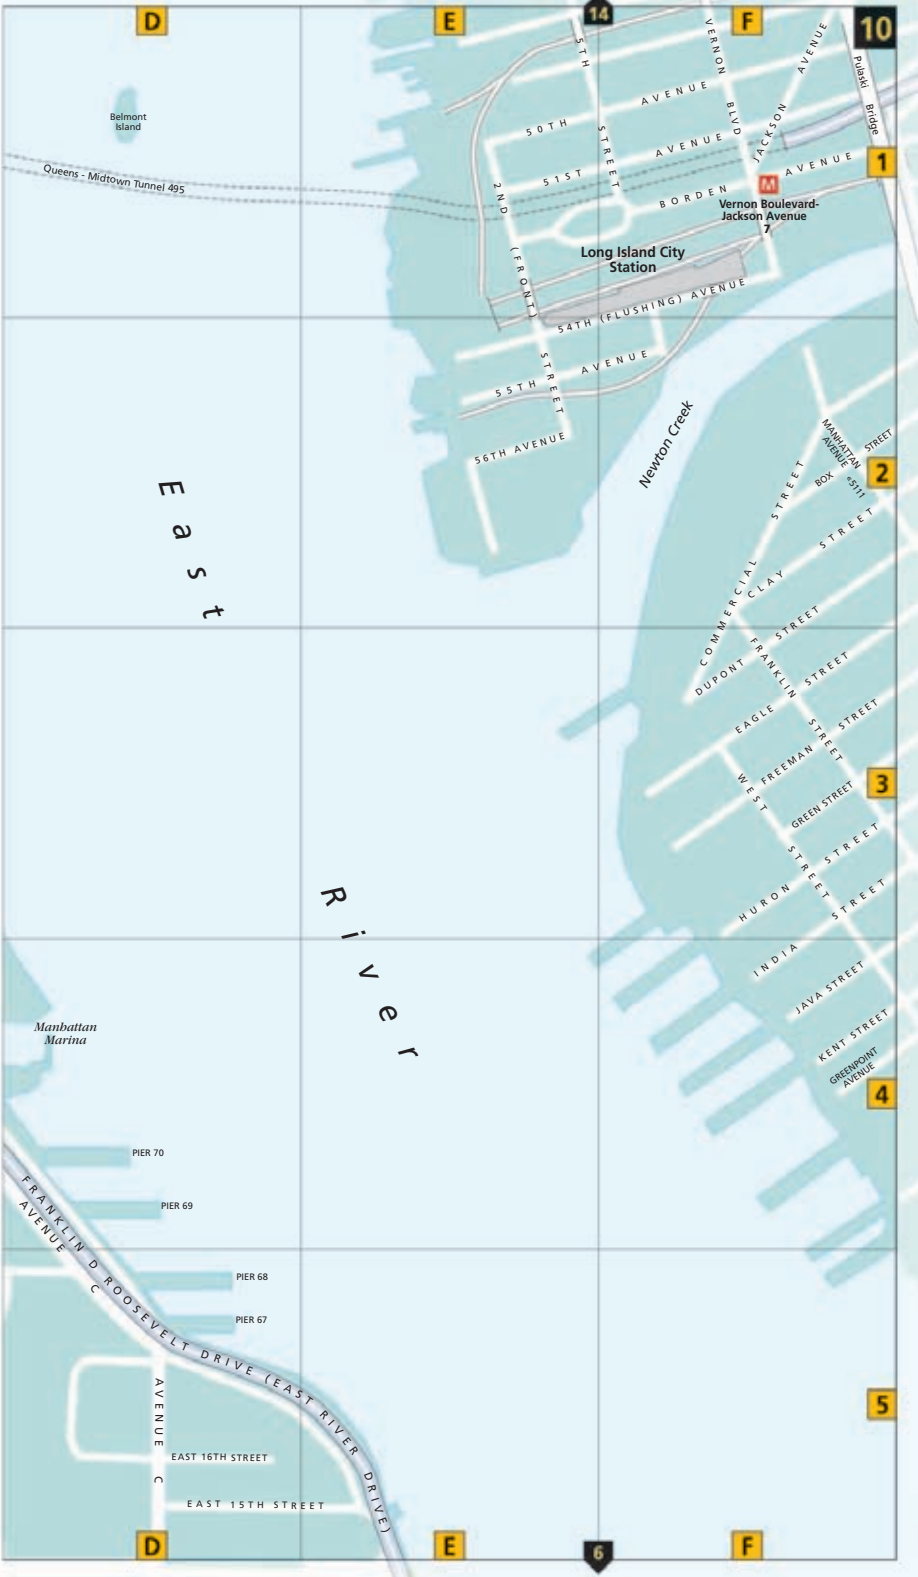 D
E
14
F
10
5TH STREET
VERNON BLVD
JACKSON AVENUE
Pulaski Bridge
Belmont
Island
50TH AVENUE
51ST AVENUE
1
Queens - Midtown Tunnel 495
2ND (FRONT) STREET
BORDEN AVENUE
M
Vernon Boulevard-
Jackson Avenue
7
Long Island City
Station
54TH (FLUSHING) AVENUE
55TH AVENUE
56TH AVENUE
Newton Creek
MANHATTAN
AVENUE
e5111
BOX STREET
2
East
COMMERCIAL STREET
CLAY STREET
DUPONT STREET
FRANKLIN STREET
EAGLE STREET
FREEMAN STREET
WEST STREET
GREEN STREET
3
HURON STREET
River
INDIA STREET
JAVA STREET
KENT STREET
GREENPOINT
AVENUE
4
Manhattan
Marina
PIER 70
PIER 69
FRANKLIN D ROOSEVELT DRIVE (EAST RIVER DRIVE)
AVENUE C
PIER 68
PIER 67
AVENUE C
5
EAST 16TH STREET
EAST 15TH STREET
D
E
6
F